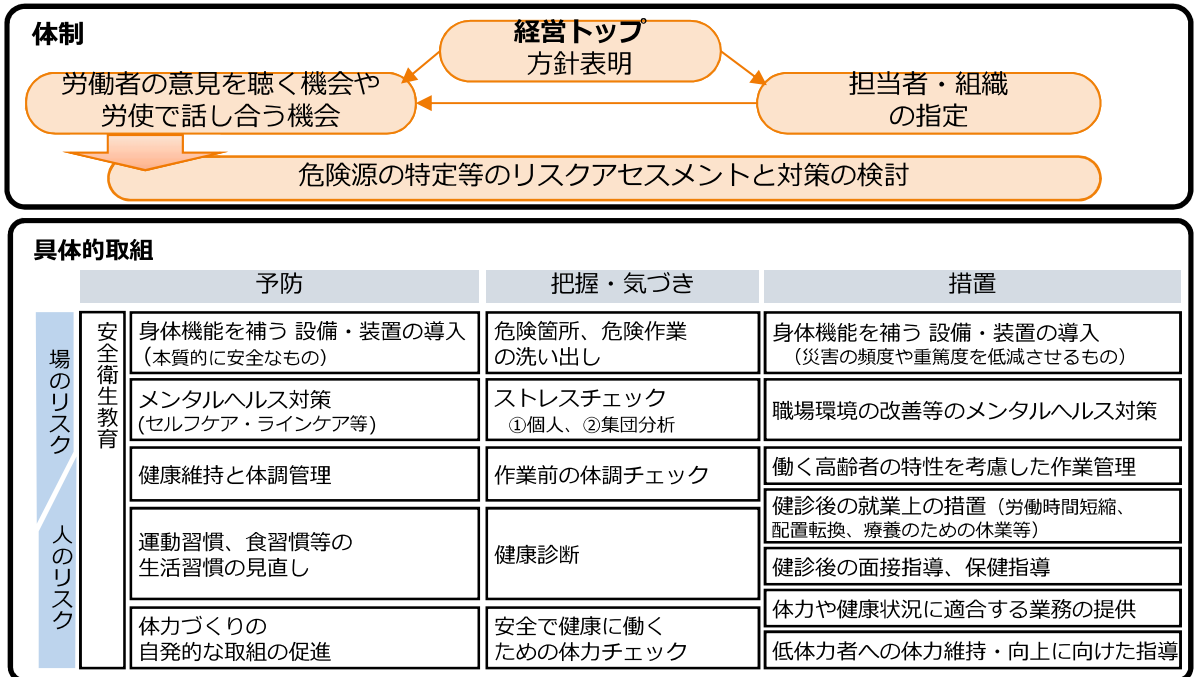 体制
経営トップ
方針表明
労働者の意見を聴く機会や
労使で話し合う機会
担当者・組織
の指定
危険源の特定等のリスクアセスメントと対策の検討
具体的取組
予防
把握・気づき
措置
場のリスク
人のリスク
安全衛生教育
身体機能を補う 設備・装置の導入
（本質的に安全なもの）
危険箇所、危険作業
の洗い出し
身体機能を補う 設備・装置の導入
（災害の頻度や重篤度を低減させるもの）
メンタルヘルス対策
(セルフケア・ラインケア等)
ストレスチェック
①個人、②集団分析
職場環境の改善等のメンタルヘルス対策
健康維持と体調管理
作業前の体調チェック
働く高齢者の特性を考慮した作業管理
運動習慣、食習慣等の
生活習慣の見直し
健康診断
健診後の就業上の措置（労働時間短縮、
配置転換、療養のための休業等）
健診後の面接指導、保健指導
体力づくりの
自発的な取組の促進
安全で健康に働く
ための体力チェック
体力や健康状況に適合する業務の提供
低体力者への体力維持・向上に向けた指導